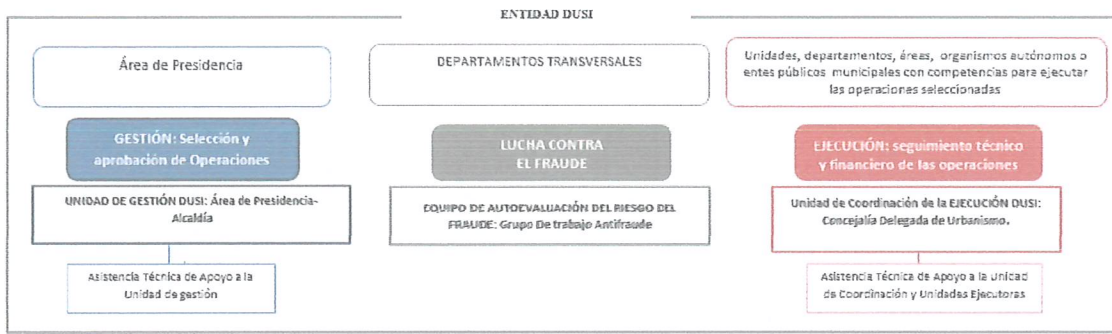 ENTIDAD DUSI
Área de Presidencia
DEPARTAMENTOS TRANSVERSALES
Unidades, departamentos, áreas, organismos autónomos o
entes públicos municipales con competencias para ejecutar
las operaciones seleccionadas
GESTIÓN: Selección y
aprobación de Operaciones
LUCHA CONTRA
EL FRAUDE
EJECUCIÓN: seguimiento técnico
y financiero de las operaciones
UNIDAD DE GESTIÓN DUSI: Área de Presidencia-
Alcaldía
EQUIPO DE AUTOEVALUACIÓN DEL RIESGO DEL
FRAUDE: Grupo De trabajo Antifraude
Unidad de Coordinación de la EJECUCIÓN DUSI:
Concejalía Delegada de Urbanismo.
Asistencia Técnica de Apoyo a la
Unidad de gestión
Asistencia Técnica de Apoyo a la Unidad
de Coordinación y Unidades Ejecutoras